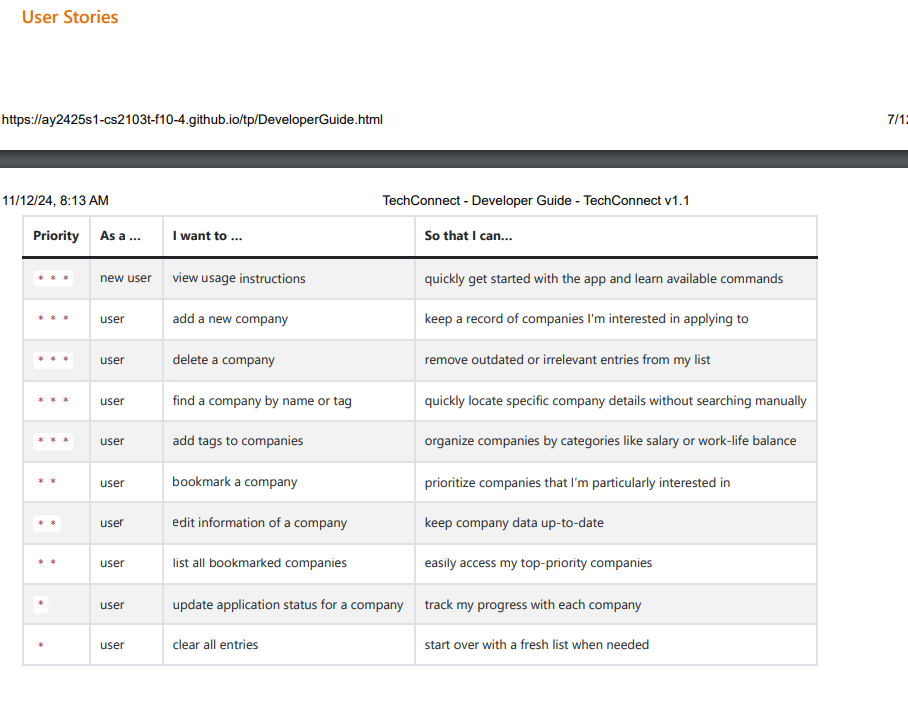 User Stories
https://ay2425s1-cs2103t-f10-4.github.io/tp/DeveloperGuide.html 7/12
11/12/24, 8:13 AM TechConnect - Developer Guide - TechConnect v1.1
Priority As a ... I want to ... So that I can...
* * * new user view usage instructions quickly get started with the app and learn available commands
* * * user add a new company keep a record of companies I'm interested in applying to
* * * user delete a company remove outdated or irrelevant entries from my list
* * * user find a company by name or tag quickly locate specific company details without searching manually
* * * user add tags to companies organize companies by categories like salary or work-life balance
* * user bookmark a company prioritize companies that I'm particularly interested in
* * user edit information of a company keep company data up-to-date
* * user list all bookmarked companies easily access my top-priority companies
* user update application status for a company track my progress with each company
* user clear all entries start over with a fresh list when needed